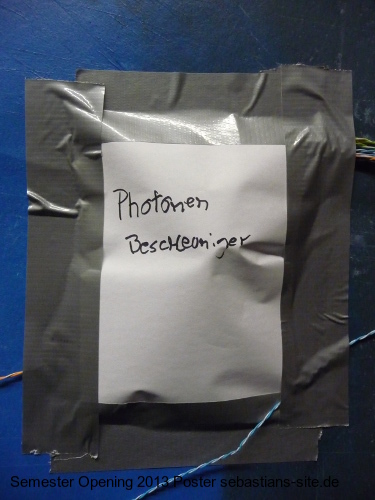 Photonen
Beschleuniger
Semester Opening 2013 Poster sebastians-site.de